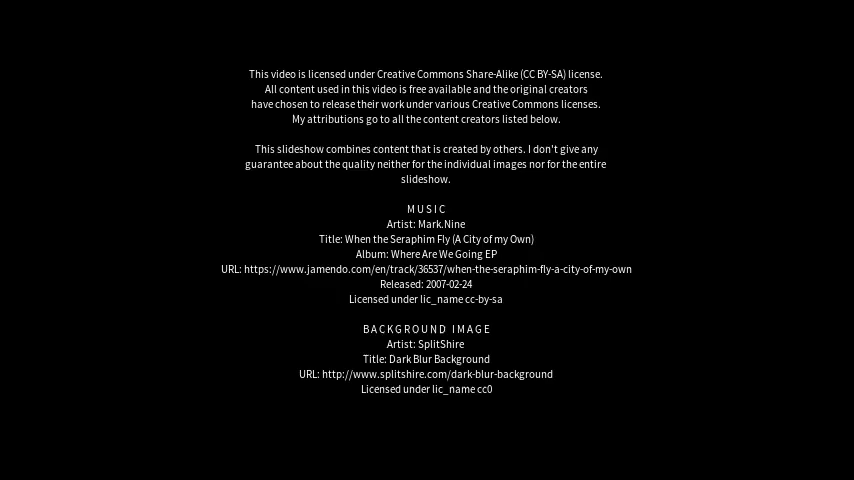 This video is licensed under Creative Commons Share-Alike (CC BY-SA) license.
All content used in this video is free available and the original creators
have chosen to release their work under various Creative Commons licenses.
My attributions go to all the content creators listed below.
This slideshow combines content that is created by others. I don't give any
guarantee about the quality neither for the individual images nor for the entire
slideshow.
MUSIC
Artist: Mark.Nine
Title: When the Seraphim Fly (A City of my Own)
Album: Where Are We Going EP
URL: https://www.jamendo.com/en/track/36537/when-the-seraphim-fly-a-city-of-my-own
Released: 2007-02-24
Licensed under lic_name cc-by-sa
BACKGROUND IMAGE
Artist: SplitShire
Title: Dark Blur Background
URL: http://www.splitshire.com/dark-blur-background
Licensed under lic_name cc0